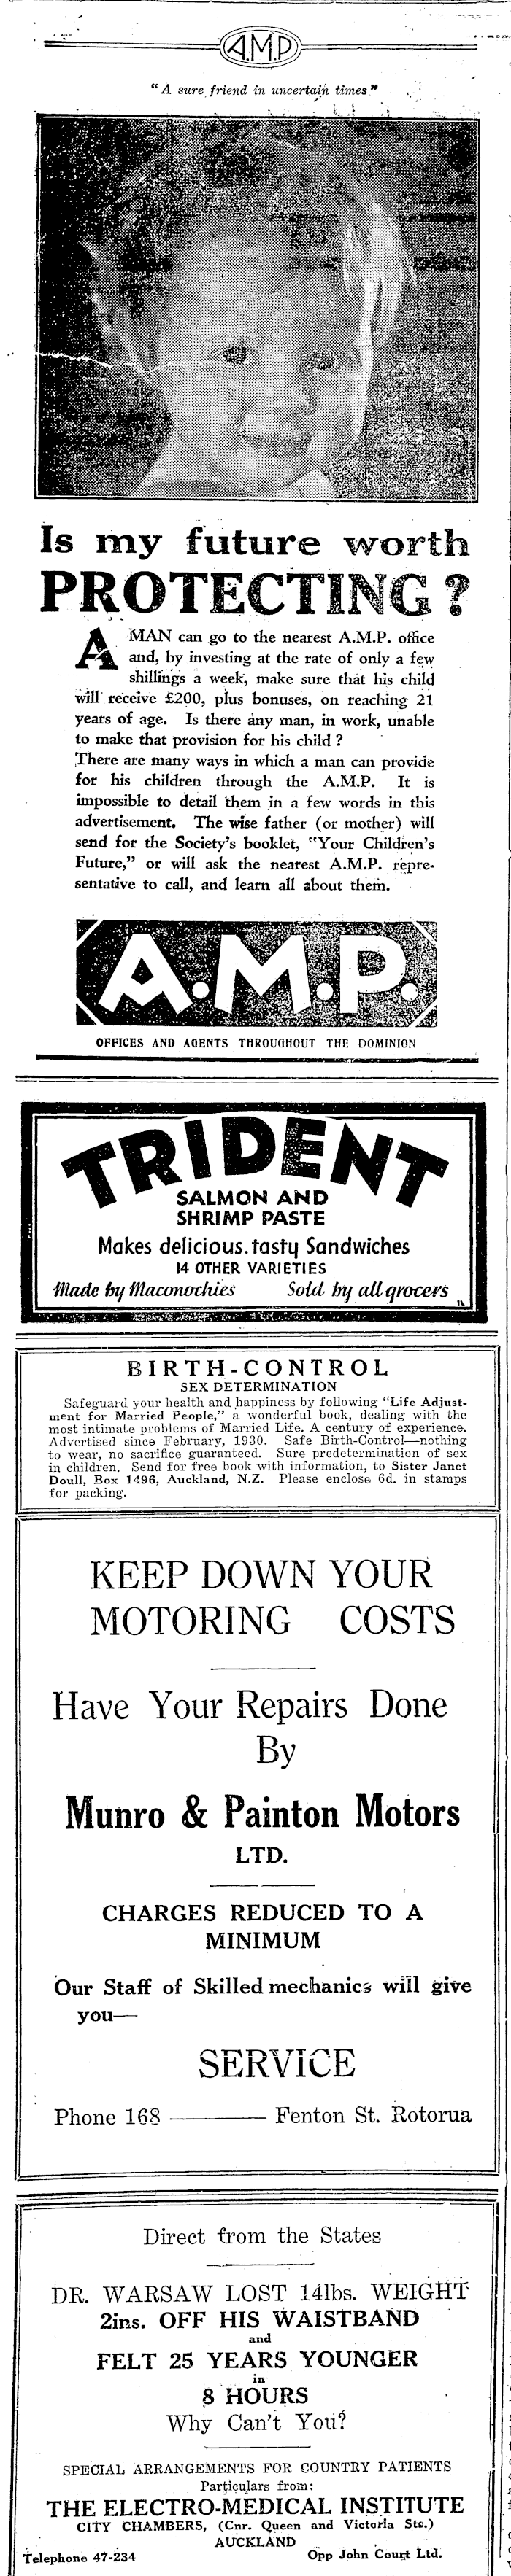 A.M.P
"A sure friend in uncertain times"
Is my future worth
PROTECTING?
A MAN can go to the nearest A.M.P. office
and, by investing at the rate of only a few
shillings a week, make sure that his child
will receive £200, plus bonuses, on reaching 21
years of age. Is there any man, in work, unable
to make that provision for his child?
There are many ways in which a man can provide
for his children through the A.M.P. It is
impossible to detail them in a few words in this
advertisement. The wise father (or mother) will
send for the Society's booklet, "Your Children's
Future," or will ask the nearest A.M.P. repre-
sentative to call, and learn all about them.
A.M.P.
OFFICES AND AGENTS THROUGHOUT THE DOMINION
TRIDENT
SALMON AND
SHRIMP PASTE
Makes delicious, tasty Sandwiches
14 OTHER VARIETIES
Made by Maconochies Sold by all grocers
BIRTH-CONTROL
SEX DETERMINATION
Safeguard your health and happiness by following "Life Adjust-
ment for Married People," a wonderful book, dealing with the
most intimate problems of Married Life. A century of experience.
Advertised since February, 1930. Safe Birth-Control—nothing
to wear, no sacrifice guaranteed. Sure predetermination of sex
in children. Send for free book with information, to Sister Janet
Doull, Box 1496, Auckland, N.Z. Please enclose 6d. in stamps
for packing.
KEEP DOWN YOUR
MOTORING COSTS
Have Your Repairs Done
By
Munro & Painton Motors
LTD.
CHARGES REDUCED TO A
MINIMUM
Our Staff of Skilled mechanics will give
you—
SERVICE
Phone 168 ——— Fenton St. Rotorua
Direct from the States
DR. WARSAW LOST 14lbs. WEIGHT
2ins. OFF HIS WAISTBAND
and
FELT 25 YEARS YOUNGER
in
8 HOURS
Why Can't You?
SPECIAL ARRANGEMENTS FOR COUNTRY PATIENTS
Particulars from:
THE ELECTRO-MEDICAL INSTITUTE
CITY CHAMBERS, (Cnr. Queen and Victoria Sts.)
AUCKLAND
Telephone 47-234 Opp John Court Ltd.